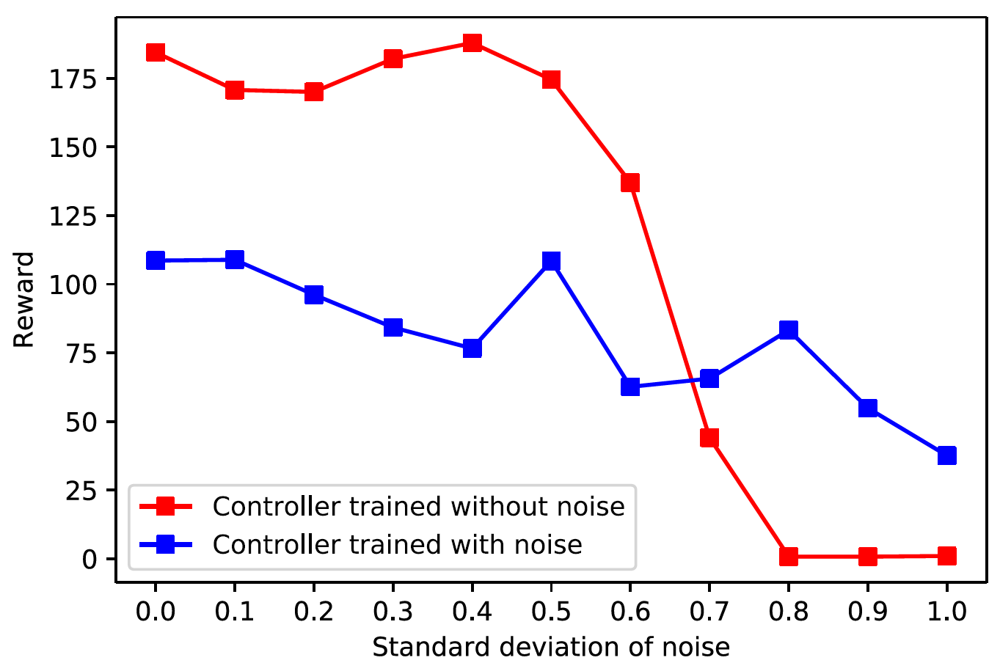 175
150
125
100
75
50
25
0
Reward
Controller trained without noise
Controller trained with noise
0.0 0.1 0.2 0.3 0.4 0.5 0.6 0.7 0.8 0.9 1.0
Standard deviation of noise